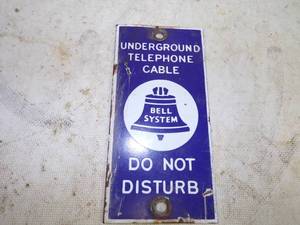 UNDERGROUND
TELEPHONE
CABLE
BELL
SYSTEM
DO NOT
DISTURB